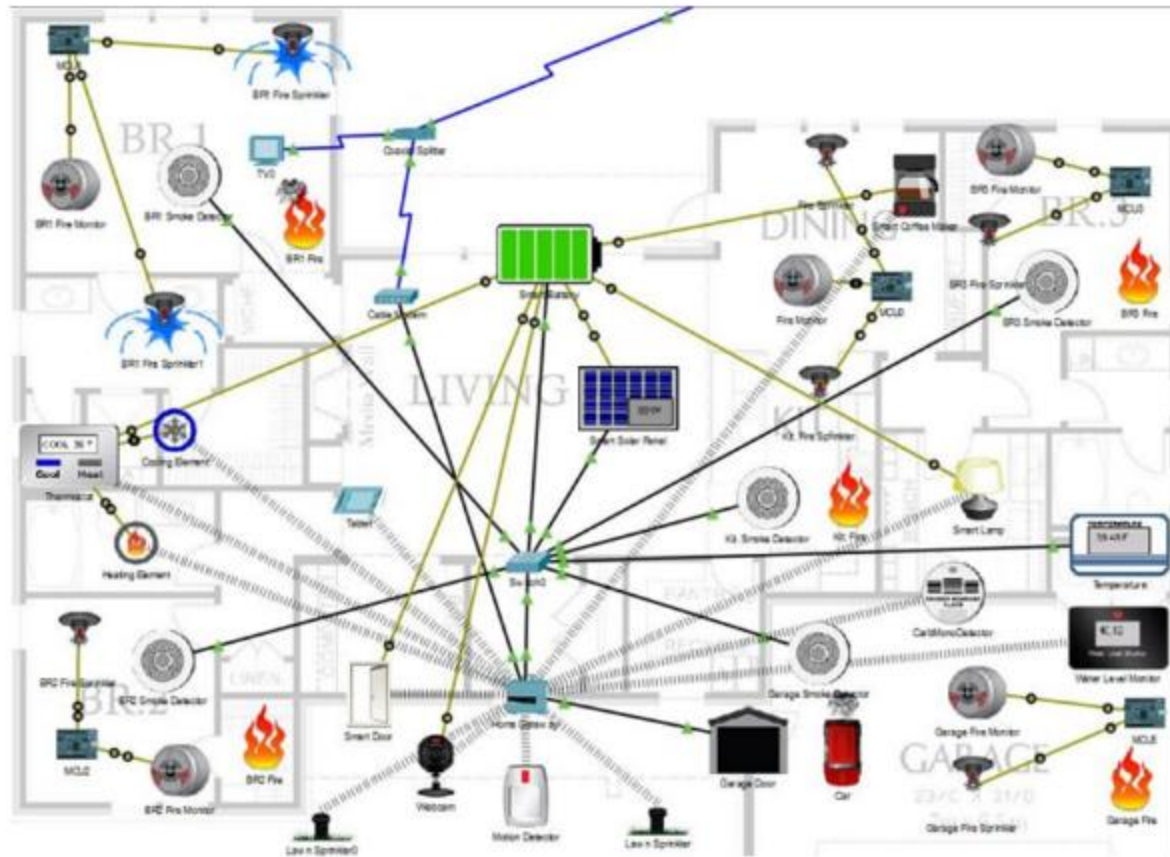 BR1 Fire Sprinkler
BR.1
TV0
Coaxial Splitter
BR1 Fire Monitor
BR1 Smoke Detector
BR1 Fire
Fire Sprinkler
Smart Coffee Maker
BR3 Fire Monitor
MCU3
BR.3
DINING
Smart Battery
Cable Modem
Fire Monitor
MCU0
BR3 Fire Sprinkler
BR3 Smoke Detector
BR3 Fire
BR1 Fire Sprinkler1
LIVING
Smart Solar Panel
Kit. Fire Sprinkler
Cooling Element
Cool
Heat
Thermostat
Tablet
Kit. Smoke Detector
Kit. Fire
Smart Lamp
Heating Element
Switch0
TEMPERATURE
Temperature
CarbMonoDetector
BR2 Fire Sprinkler
BR2 Smoke Detector
BR.2
LINEN
Garage Smoke Detector
Water Level Monitor
Smart Door
Home Gateway
MCU2
BR2 Fire
BR2 Fire Monitor
Webcam
Motion Detector
Garage Door
Car
Garage Fire Monitor
GARAGE
Garage Fire Sprinkler
Garage Fire
Lawn Sprinkler0
Lawn Sprinkler